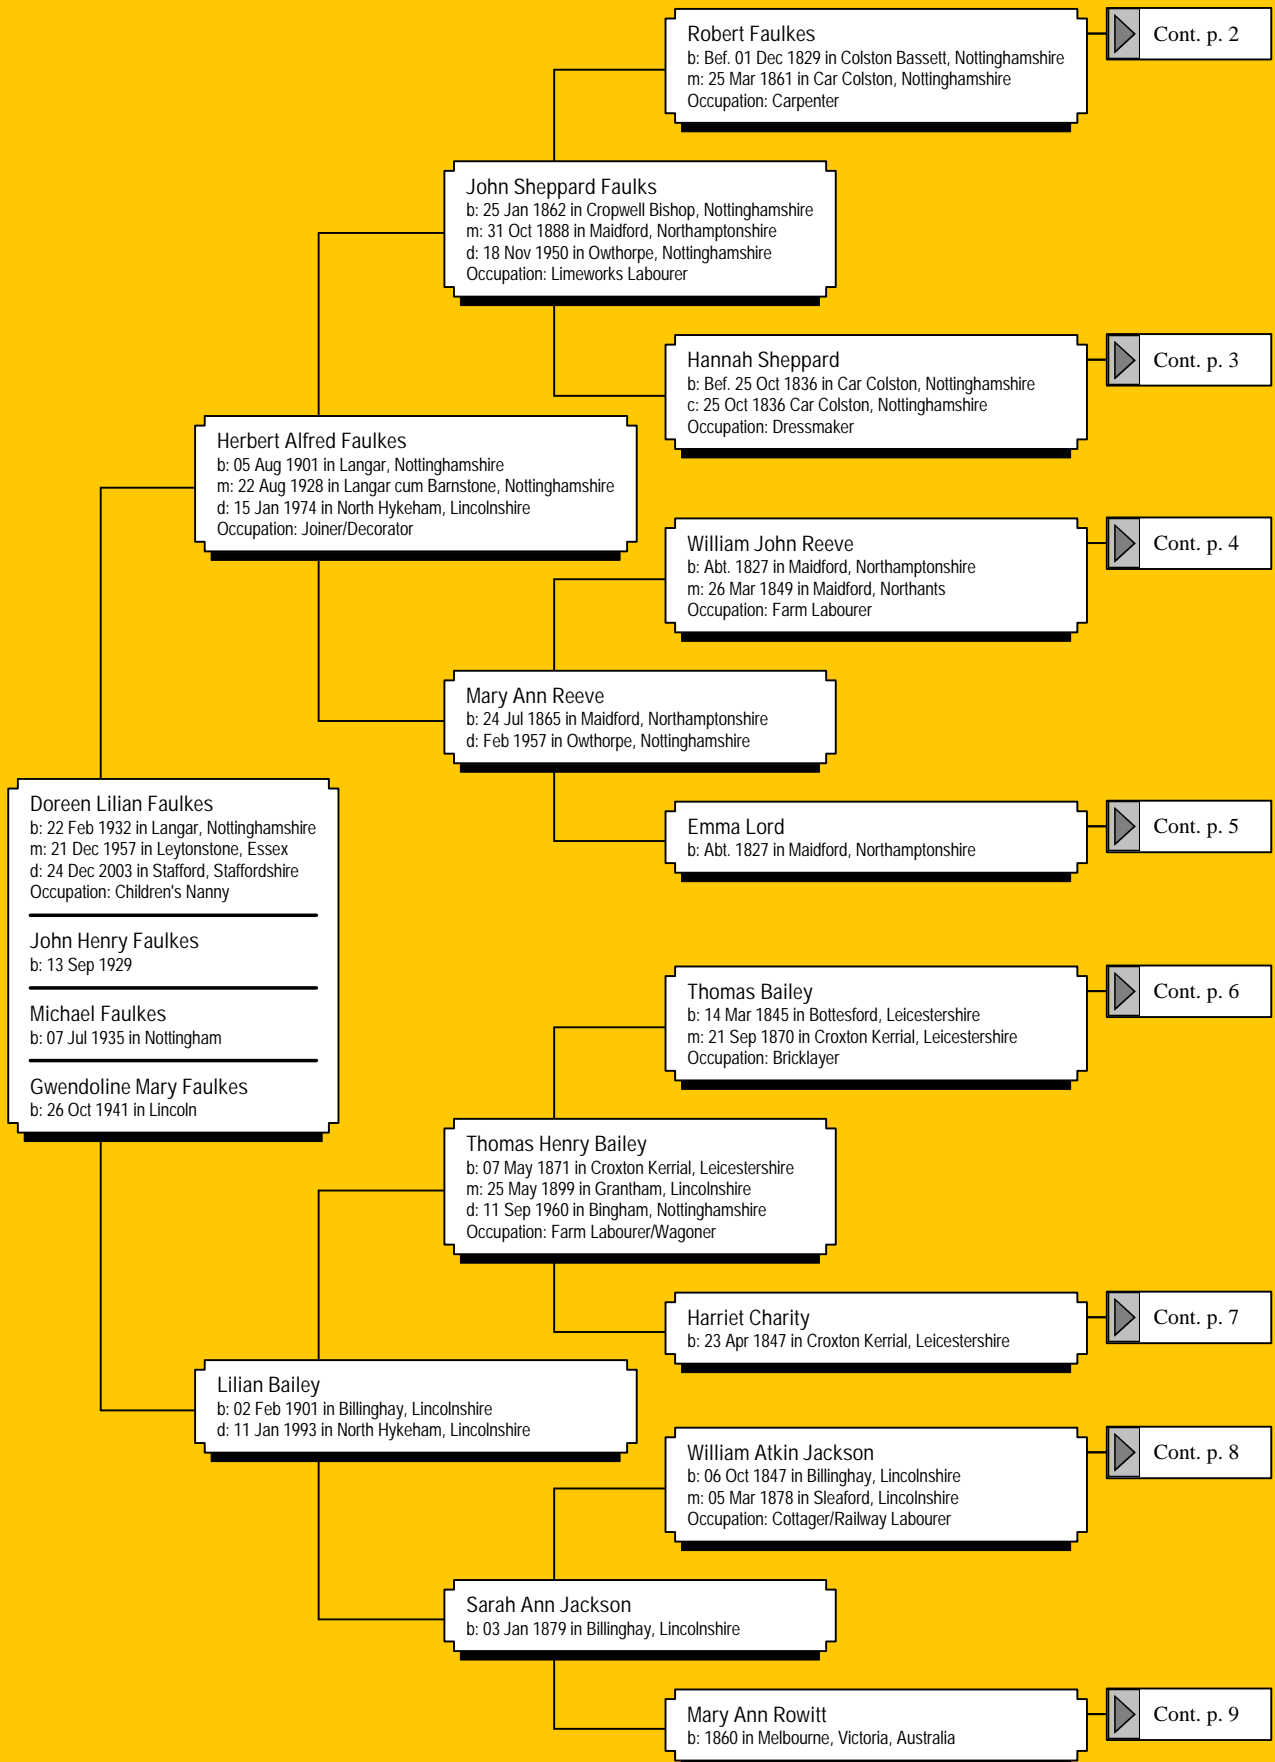 Robert Faulkes
b: Bef. 01 Dec 1829 in Colston Bassett, Nottinghamshire
m: 25 Mar 1861 in Car Colston, Nottinghamshire
Occupation: Carpenter
Cont. p. 2
John Sheppard Faulks
b: 25 Jan 1862 in Cropwell Bishop, Nottinghamshire
m: 31 Oct 1888 in Maidford, Northamptonshire
d: 18 Nov 1950 in Owthorpe, Nottinghamshire
Occupation: Limeworks Labourer
Hannah Sheppard
b: Bef. 25 Oct 1836 in Car Colston, Nottinghamshire
c: 25 Oct 1836 Car Colston, Nottinghamshire
Occupation: Dressmaker
Cont. p. 3
Herbert Alfred Faulkes
b: 05 Aug 1901 in Langar, Nottinghamshire
m: 22 Aug 1928 in Langar cum Barnstone, Nottinghamshire
d: 15 Jan 1974 in North Hykeham, Lincolnshire
Occupation: Joiner/Decorator
William John Reeve
b: Abt. 1827 in Maidford, Northamptonshire
m: 26 Mar 1849 in Maidford, Northants
Occupation: Farm Labourer
Cont. p. 4
Mary Ann Reeve
b: 24 Jul 1865 in Maidford, Northamptonshire
d: Feb 1957 in Owthorpe, Nottinghamshire
Emma Lord
b: Abt. 1827 in Maidford, Northamptonshire
Cont. p. 5
Doreen Lilian Faulkes
b: 22 Feb 1932 in Langar, Nottinghamshire
m: 21 Dec 1957 in Leytonstone, Essex
d: 24 Dec 2003 in Stafford, Staffordshire
Occupation: Children's Nanny
John Henry Faulkes
b: 13 Sep 1929
Michael Faulkes
b: 07 Jul 1935 in Nottingham
Gwendoline Mary Faulkes
b: 26 Oct 1941 in Lincoln
Thomas Bailey
b: 14 Mar 1845 in Bottesford, Leicestershire
m: 21 Sep 1870 in Croxton Kerrial, Leicestershire
Occupation: Bricklayer
Cont. p. 6
Thomas Henry Bailey
b: 07 May 1871 in Croxton Kerrial, Leicestershire
m: 25 May 1899 in Grantham, Lincolnshire
d: 11 Sep 1960 in Bingham, Nottinghamshire
Occupation: Farm Labourer/Wagoner
Harriet Charity
b: 23 Apr 1847 in Croxton Kerrial, Leicestershire
Cont. p. 7
Lilian Bailey
b: 02 Feb 1901 in Billinghay, Lincolnshire
d: 11 Jan 1993 in North Hykeham, Lincolnshire
William Atkin Jackson
b: 06 Oct 1847 in Billinghay, Lincolnshire
m: 05 Mar 1878 in Sleaford, Lincolnshire
Occupation: Cottager/Railway Labourer
Cont. p. 8
Sarah Ann Jackson
b: 03 Jan 1879 in Billinghay, Lincolnshire
Mary Ann Rowitt
b: 1860 in Melbourne, Victoria, Australia
Cont. p. 9